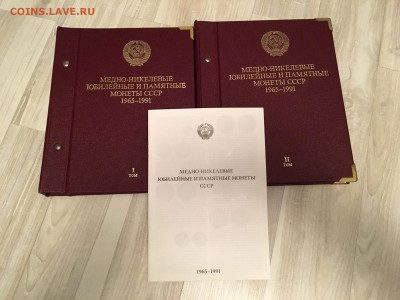 COINS.LAVE.RU
МЕДНО-НИКЕЛЕВЫЕ
ЮБИЛЕЙНЫЕ И ПАМЯТНЫЕ
МОНЕТЫ СССР
1965-1991
I
ТОМ
МЕДНО-НИКЕЛЕВЫЕ
ЮБИЛЕЙНЫЕ И ПАМЯТНЫЕ
МОНЕТЫ СССР
1965-1991
II
ТОМ
МЕДНО-НИКЕЛЕВЫЕ
ЮБИЛЕЙНЫЕ И ПАМЯТНЫЕ МОНЕТЫ
СССР
1965-1991